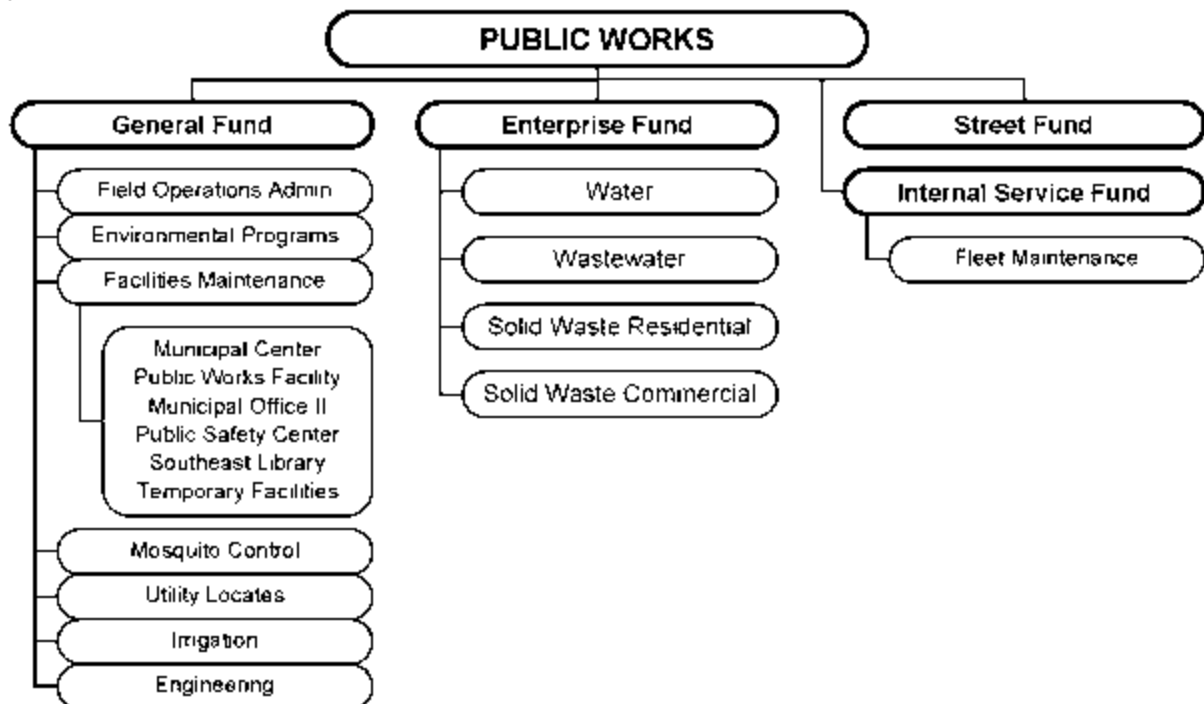 PUBLIC WORKS
General Fund
Field Operations Admin
Environmental Programs
Facilities Maintenance
Municipal Center
Public Works Facility
Municipal Office II
Public Safety Center
Southeast Library
Temporary Facilities
Mosquito Control
Utility Locates
Irrigation
Engineering
Enterprise Fund
Water
Wastewater
Solid Waste Residential
Solid Waste Commercial
Street Fund
Internal Service Fund
Fleet Maintenance